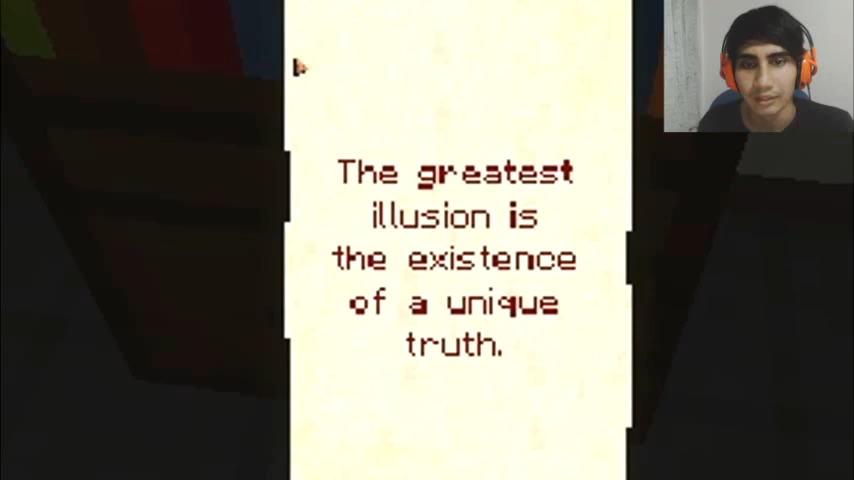 The greatest
illusion is
the existence
of a unique
truth.